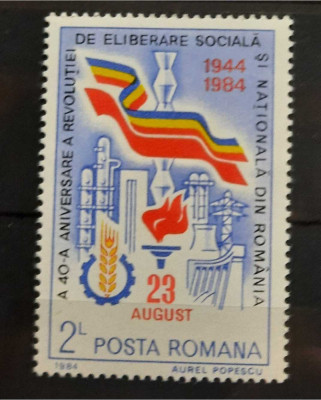 A 40-A ANIVERSARE A REVOLUȚIEI
DE ELIBERARE SOCIALĂ
ȘI NAȚIONALĂ DIN ROMÂNIA
1944
1984
23
AUGUST
2L POSTA ROMANA
1984 AUREL POPESCU